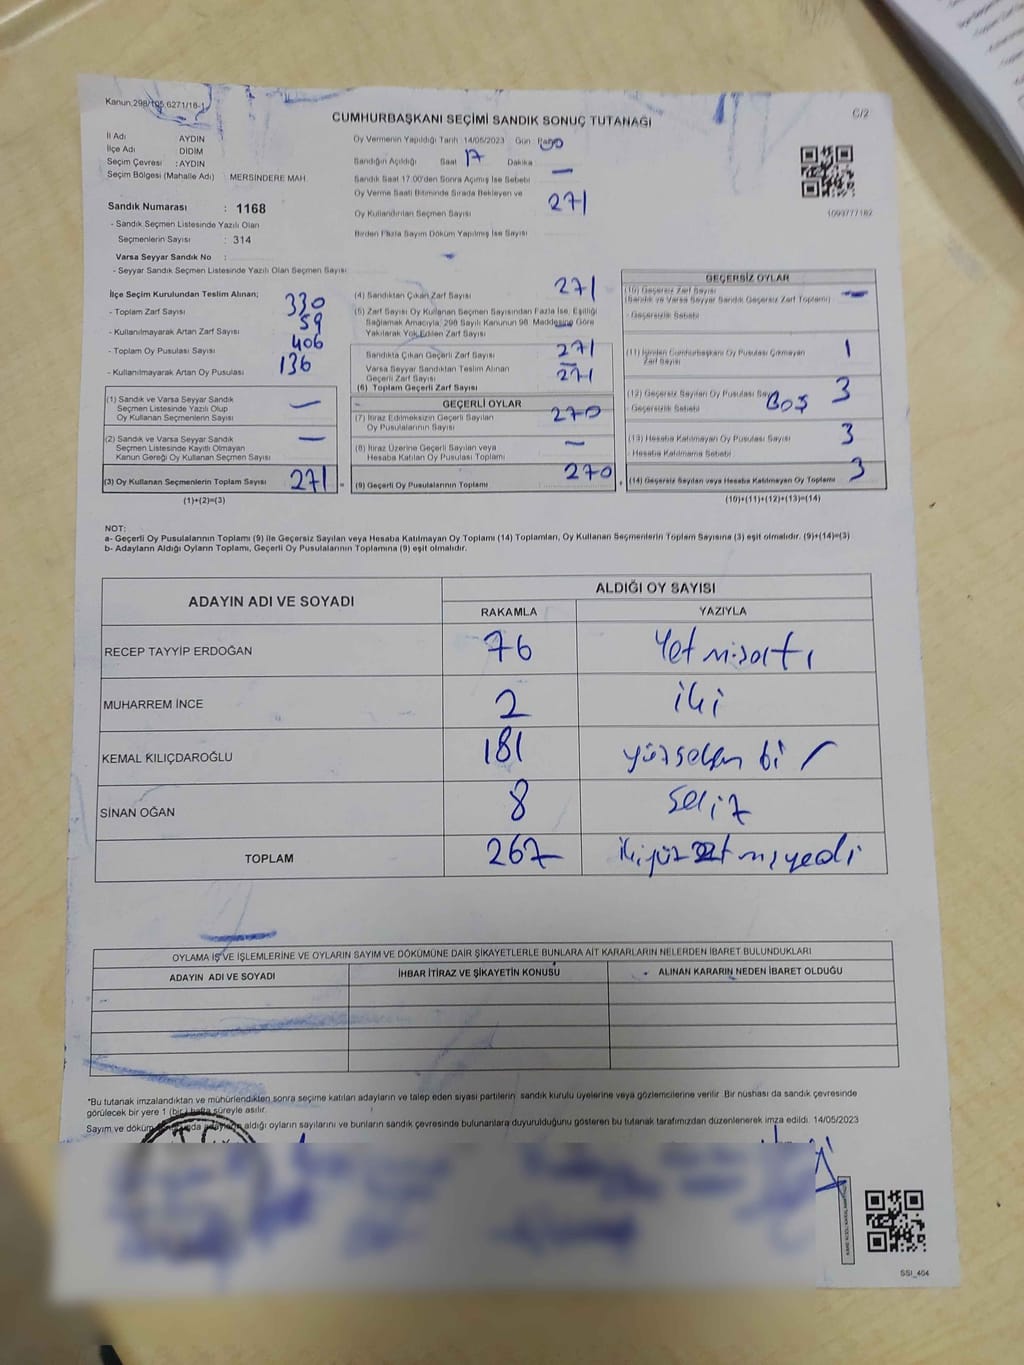 Kanun.298/105,6271/16-1
CUMHURBAŞKANI SEÇİMİ SANDIK SONUÇ TUTANAĞI
C/2
İl Adı : AYDIN
İlçe Adı : DİDİM
Seçim Çevresi : AYDIN
Seçim Bölgesi (Mahalle Adı) : MERSİNDERE MAH
Oy Vermenin Yapıldığı Tarih :14/05/2023 Gün :
Sandığın Açıldığı Saat 17 Dakika
Sandık Saat 17.00'den Sonra Açmış İse Sebebi —
Oy Verme Saati Bitiminde Sırada Bekleyen ve
Oy Kullandırılan Seçmen Sayısı 271
Birden Fazla Sayım Döküm Yapılmış İse Sayısı
1093777182
Sandık Numarası : 1168
- Sandık Seçmen Listesinde Yazılı Olan
Seçmenlerin Sayısı : 314
Varsa Seyyar Sandık No :
- Seyyar Sandık Seçmen Listesinde Yazılı Olan Seçmen Sayısı:
İlçe Seçim Kurulundan Teslim Alınan;
- Toplam Zarf Sayısı 330
- Kullanılmayarak Artan Zarf Sayısı 59
- Toplam Oy Pusulası Sayısı 406
- Kullanılmayarak Artan Oy Pusulası 136
(1) Sandık ve Varsa Seyyar Sandık
Seçmen Listesinde Yazılı Olup
Oy Kullanan Seçmenlerin Sayısı —
(2) Sandık ve Varsa Seyyar Sandık
Seçmen Listesinde Kayıtlı Olmayan
Kanun Gereği Oy Kullanan Seçmen Sayısı —
(3) Oy Kullanan Seçmenlerin Toplam Sayısı 271
(1)+(2)=(3)
(4) Sandıktan Çıkan Zarf Sayısı 271
(5) Zarf Sayısı Oy Kullanan Seçmen Sayısından Fazla İse, Eşitliği
Sağlamak Amacıyla, 298 Sayılı Kanunun 98. Maddesine Göre
Yakılarak Yok Edilen Zarf Sayısı —
Sandıkta Çıkan Geçerli Zarf Sayısı 271
Varsa Seyyar Sandıktan Teslim Alınan
Geçerli Zarf Sayısı —
(6) Toplam Geçerli Zarf Sayısı 271
GEÇERLİ OYLAR
(7) İtiraz Edilmeksizin Geçerli Sayılan
Oy Pusulalarının Sayısı 270
(8) İtiraz Üzerine Geçerli Sayılan veya
Hesaba Katılan Oy Pusulası Toplamı —
(9) Geçerli Oy Pusulalarının Toplamı 270
GEÇERSİZ OYLAR
(10) Geçersiz Zarf Sayısı
(Sandık ve Varsa Seyyar Sandık Geçersiz Zarf Toplamı) —
- Geçersizlik Sebebi
(11) İçinden Cumhurbaşkanı Oy Pusulası Çıkmayan
Zarf Sayısı 1
(12) Geçersiz Sayılan Oy Pusulası Sayısı 3
- Geçersizlik Sebebi BOŞ
(13) Hesaba Katılmayan Oy Pusulası Sayısı 3
- Hesaba Katılmama Sebebi
(14) Geçersiz Sayılan veya Hesaba Katılmayan Oy Toplamı 3
(10)+(11)+(12)+(13)=(14)
NOT:
a- Geçerli Oy Pusulalarının Toplamı (9) ile Geçersiz Sayılan veya Hesaba Katılmayan Oy Toplamı (14) Toplamları, Oy Kullanan Seçmenlerin Toplam Sayısına (3) eşit olmalıdır. (9)+(14)=(3)
b- Adayların Aldığı Oyların Toplamı, Geçerli Oy Pusulalarının Toplamına (9) eşit olmalıdır.
ADAYIN ADI VE SOYADI
ALDIĞI OY SAYISI
RAKAMLA YAZIYLA
RECEP TAYYİP ERDOĞAN 76 Yetmişaltı
MUHARREM İNCE 2 iki
KEMAL KILIÇDAROĞLU 181 yüzseksen bir
SİNAN OĞAN 8 Sekiz
TOPLAM 267 ikiyüz altmışyedi
OYLAMA İŞ VE İŞLEMLERİNE VE OYLARIN SAYIM VE DÖKÜMÜNE DAİR ŞİKAYETLERLE BUNLARA AİT KARARLARIN NELERDEN İBARET BULUNDUKLARI
ADAYIN ADI VE SOYADI İHBAR İTİRAZ VE ŞİKAYETİN KONUSU ALINAN KARARIN NEDEN İBARET OLDUĞU
*Bu tutanak imzalandıktan ve mühürlendikten sonra seçime katılan adayların ve talep eden siyasi partilerin sandık kurulu üyelerine veya gözlemcilerine verilir. Bir nüshası da sandık çevresinde
görülecek bir yere 1 (bir) hafta süreyle asılır.
Sayım ve döküm adayların aldığı oyların sayılarını ve bunların sandık çevresinde bulunanlara duyurulduğunu gösteren bu tutanak tarafımızdan düzenlenerek imza edildi. 14/05/2023
SSI_404